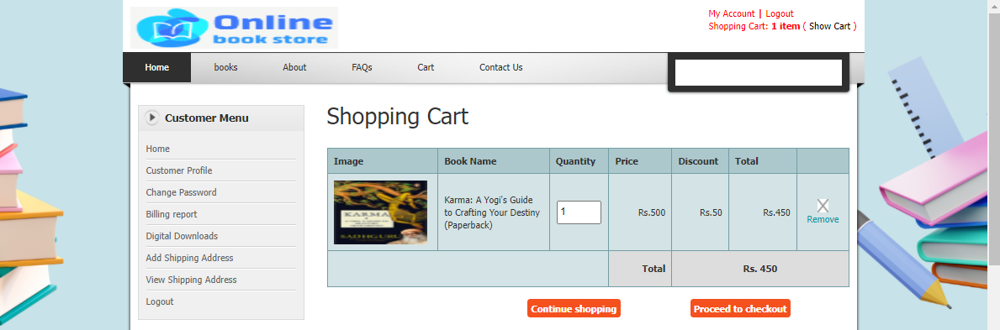 Online
book store
My Account | Logout
Shopping Cart: 1 item ( Show Cart )
Home books About FAQs Cart Contact Us
Customer Menu
Home
Customer Profile
Change Password
Billing report
Digital Downloads
Add Shipping Address
View Shipping Address
Logout
Shopping Cart
Image Book Name Quantity Price Discount Total
KARMA
SADHGURU
Karma: A Yogi's Guide
to Crafting Your Destiny
(Paperback)
1 Rs.500 Rs.50 Rs.450
Remove
Total Rs. 450
Continue shopping Proceed to checkout